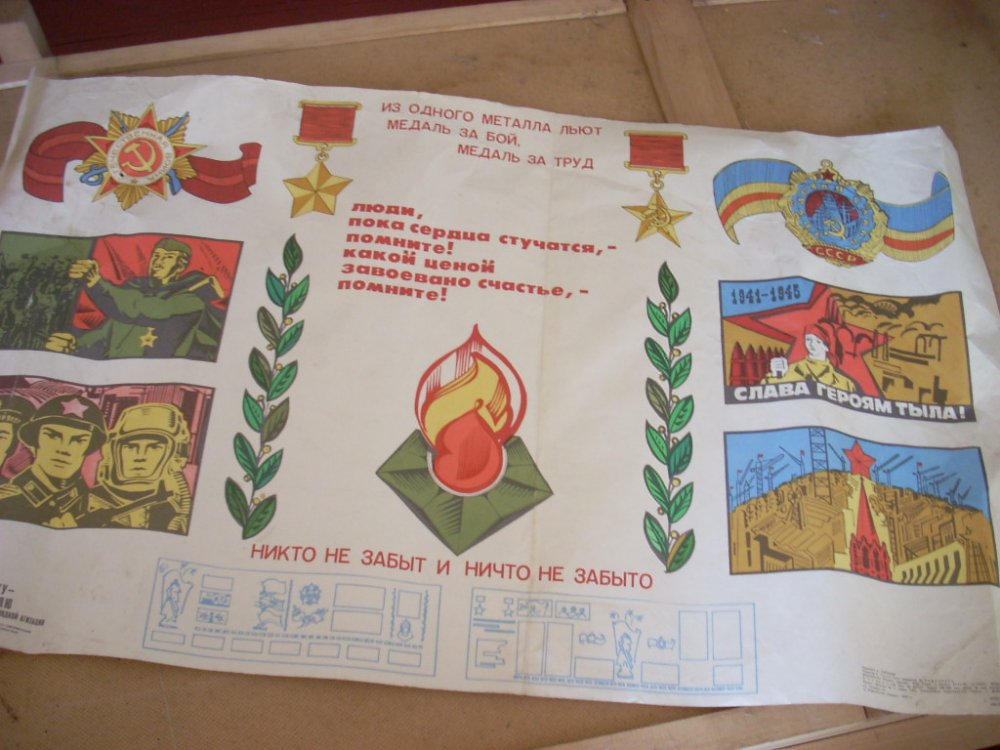 ИЗ ОДНОГО МЕТАЛЛА ЛЬЮТ
МЕДАЛЬ ЗА БОЙ,
МЕДАЛЬ ЗА ТРУД
ОТЕЧЕСТВЕННАЯ
люди,
пока сердца стучатся,–
помните!
какой ценой
завоевано счастье,–
помните!
СССР
1941–1945
СЛАВА ГЕРОЯМ ТЫЛА!
НИКТО НЕ ЗАБЫТ И НИЧТО НЕ ЗАБЫТО